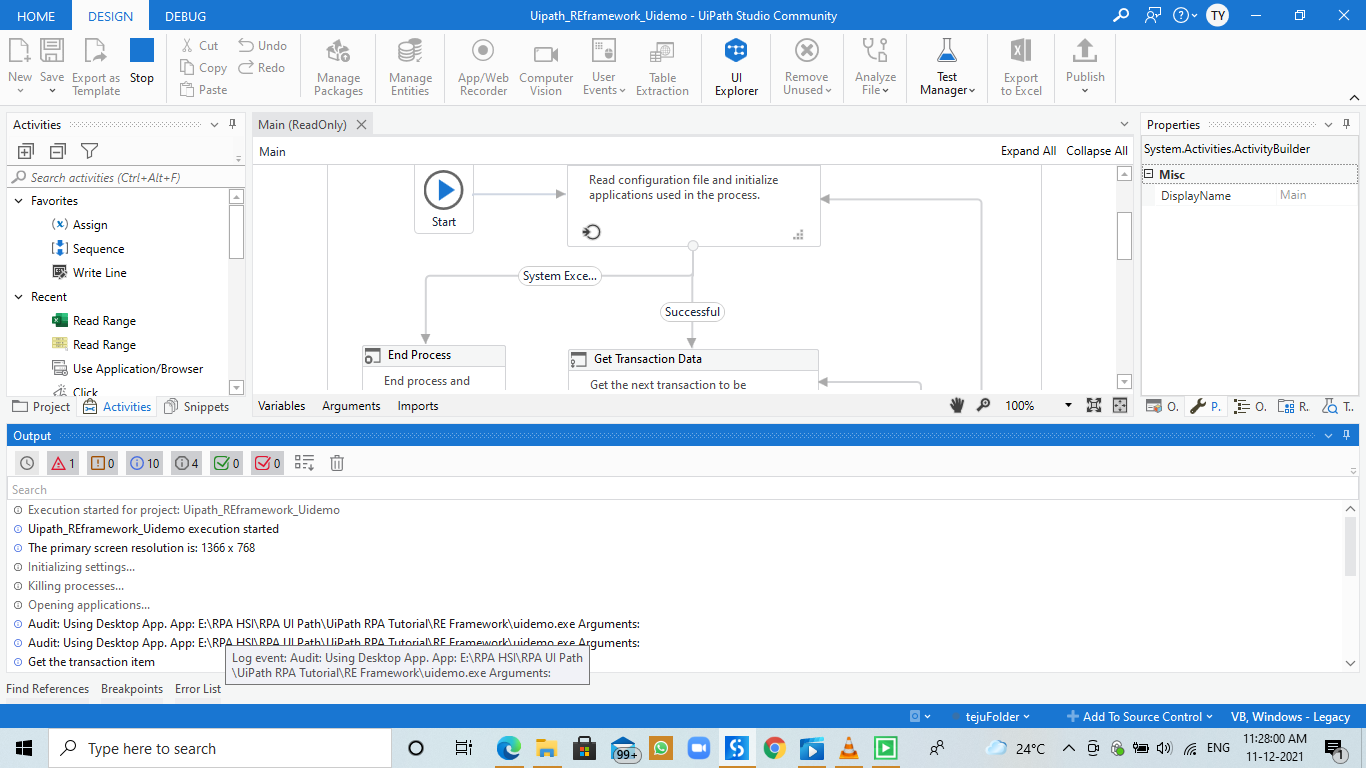 HOME DESIGN DEBUG Uipath_REframework_Uidemo - UiPath Studio Community TY
Cut Undo
Copy Redo
Paste
New Save Export as Template Stop
Manage Packages Manage Entities App/Web Recorder Computer Vision User Events Table Extraction UI Explorer Remove Unused Analyze File Test Manager Export to Excel Publish
Activities
Search activities (Ctrl+Alt+F)
Favorites
Assign
Sequence
Write Line
Recent
Read Range
Read Range
Use Application/Browser
Click
Project Activities Snippets
Main (ReadOnly)
Main Expand All Collapse All
Start
Read configuration file and initialize
applications used in the process.
System Exce...
Successful
End Process
End process and
Get Transaction Data
Get the next transaction to be
Variables Arguments Imports 100%
Properties
System.Activities.ActivityBuilder
Misc
DisplayName Main
O. P. O. R. T..
Output
1 0 10 4 0 0
Search
Execution started for project: Uipath_REframework_Uidemo
Uipath_REframework_Uidemo execution started
The primary screen resolution is: 1366 x 768
Initializing settings...
Killing processes...
Opening applications...
Audit: Using Desktop App. App: E:\RPA HSI\RPA UI Path\UiPath RPA Tutorial\RE Framework\uidemo.exe Arguments:
Audit: Using Desktop App. App: E:\RPA HSI\RPA UI Path\UiPath RPA Tutorial\RE Framework\uidemo.exe Arguments:
Get the transaction item
Log event: Audit: Using Desktop App. App: E:\RPA HSI\RPA UI Path
\UiPath RPA Tutorial\RE Framework\uidemo.exe Arguments:
Find References Breakpoints Error List
tejuFolder Add To Source Control VB, Windows - Legacy
Type here to search 99+ 24°C ENG 11:28:00 AM
11-12-2021 1